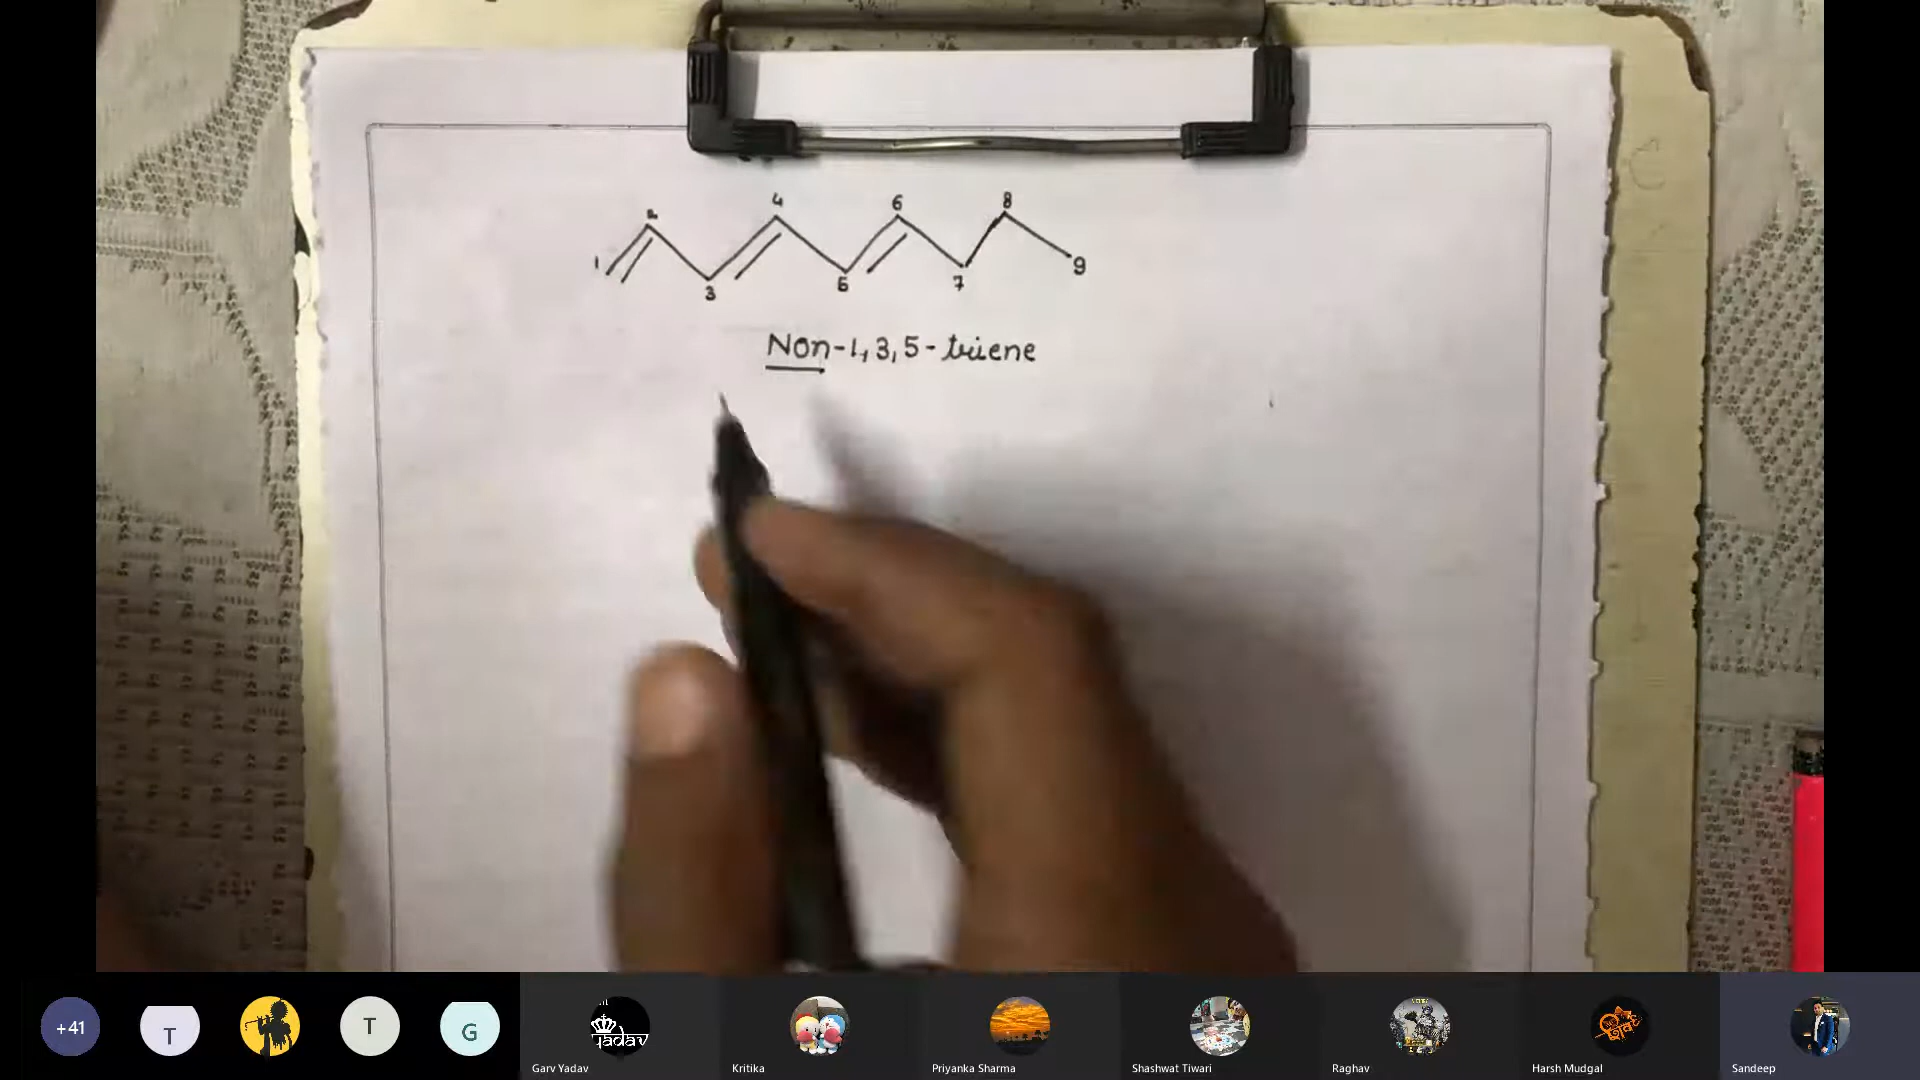 2
4
6
8
1
3
5
7
9
Non-1,3,5-triene
+41
T
T
G
yadav
Garv Yadav
Kritika
Priyanka Sharma
Shashwat Tiwari
Raghav
Harsh Mudgal
Sandeep